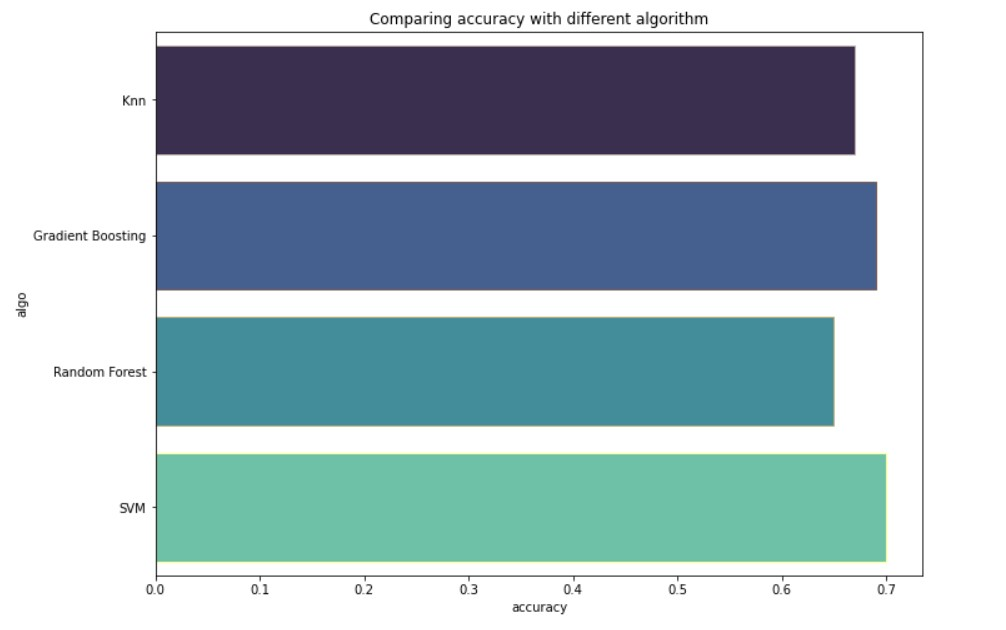 Comparing accuracy with different algorithm
Knn
Gradient Boosting
Random Forest
SVM
algo
0.0 0.1 0.2 0.3 0.4 0.5 0.6 0.7
accuracy